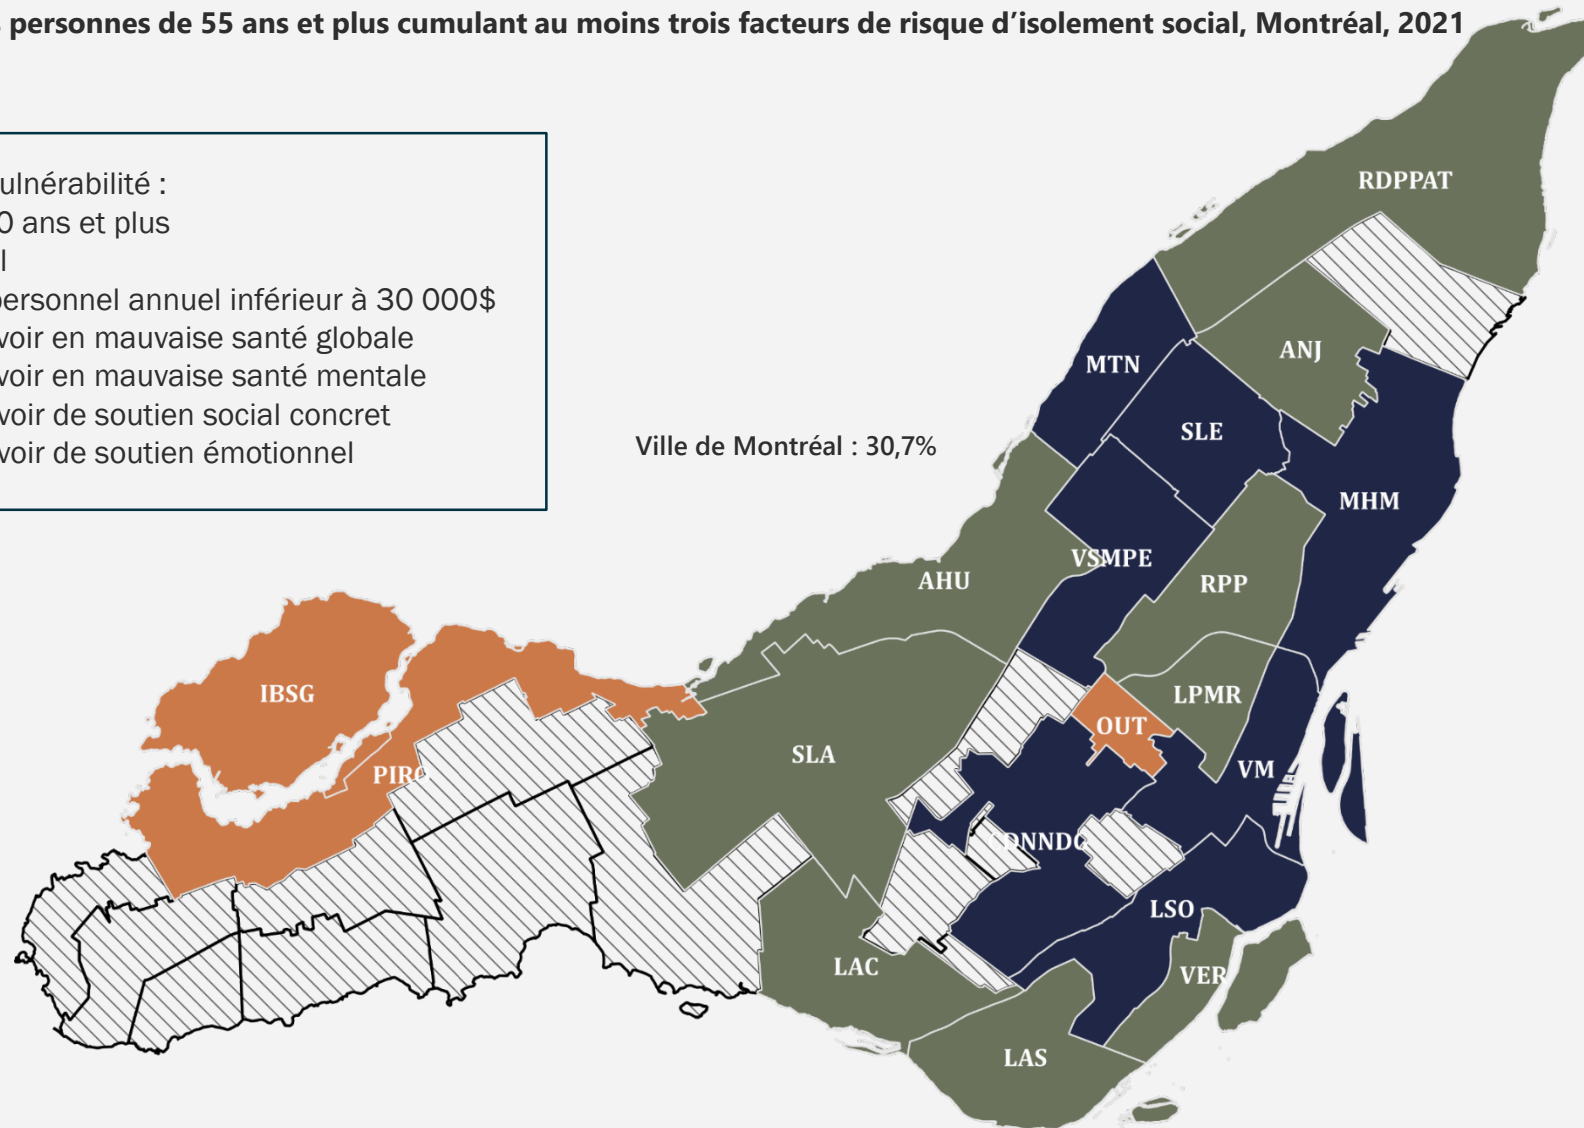 personnes de 55 ans et plus cumulant au moins trois facteurs de risque d’isolement social, Montréal, 2021
ulnérabilité :
0 ans et plus
l
personnel annuel inférieur à 30 000$
voir en mauvaise santé globale
voir en mauvaise santé mentale
voir de soutien social concret
voir de soutien émotionnel
Ville de Montréal : 30,7%
RDPPAT
ANJ
MTN
SLE
MHM
VSMPE
AHU
RPP
IBSG
LPMR
OUT
SLA
VM
PIRO
CDNNDG
LSO
LAC
VER
LAS